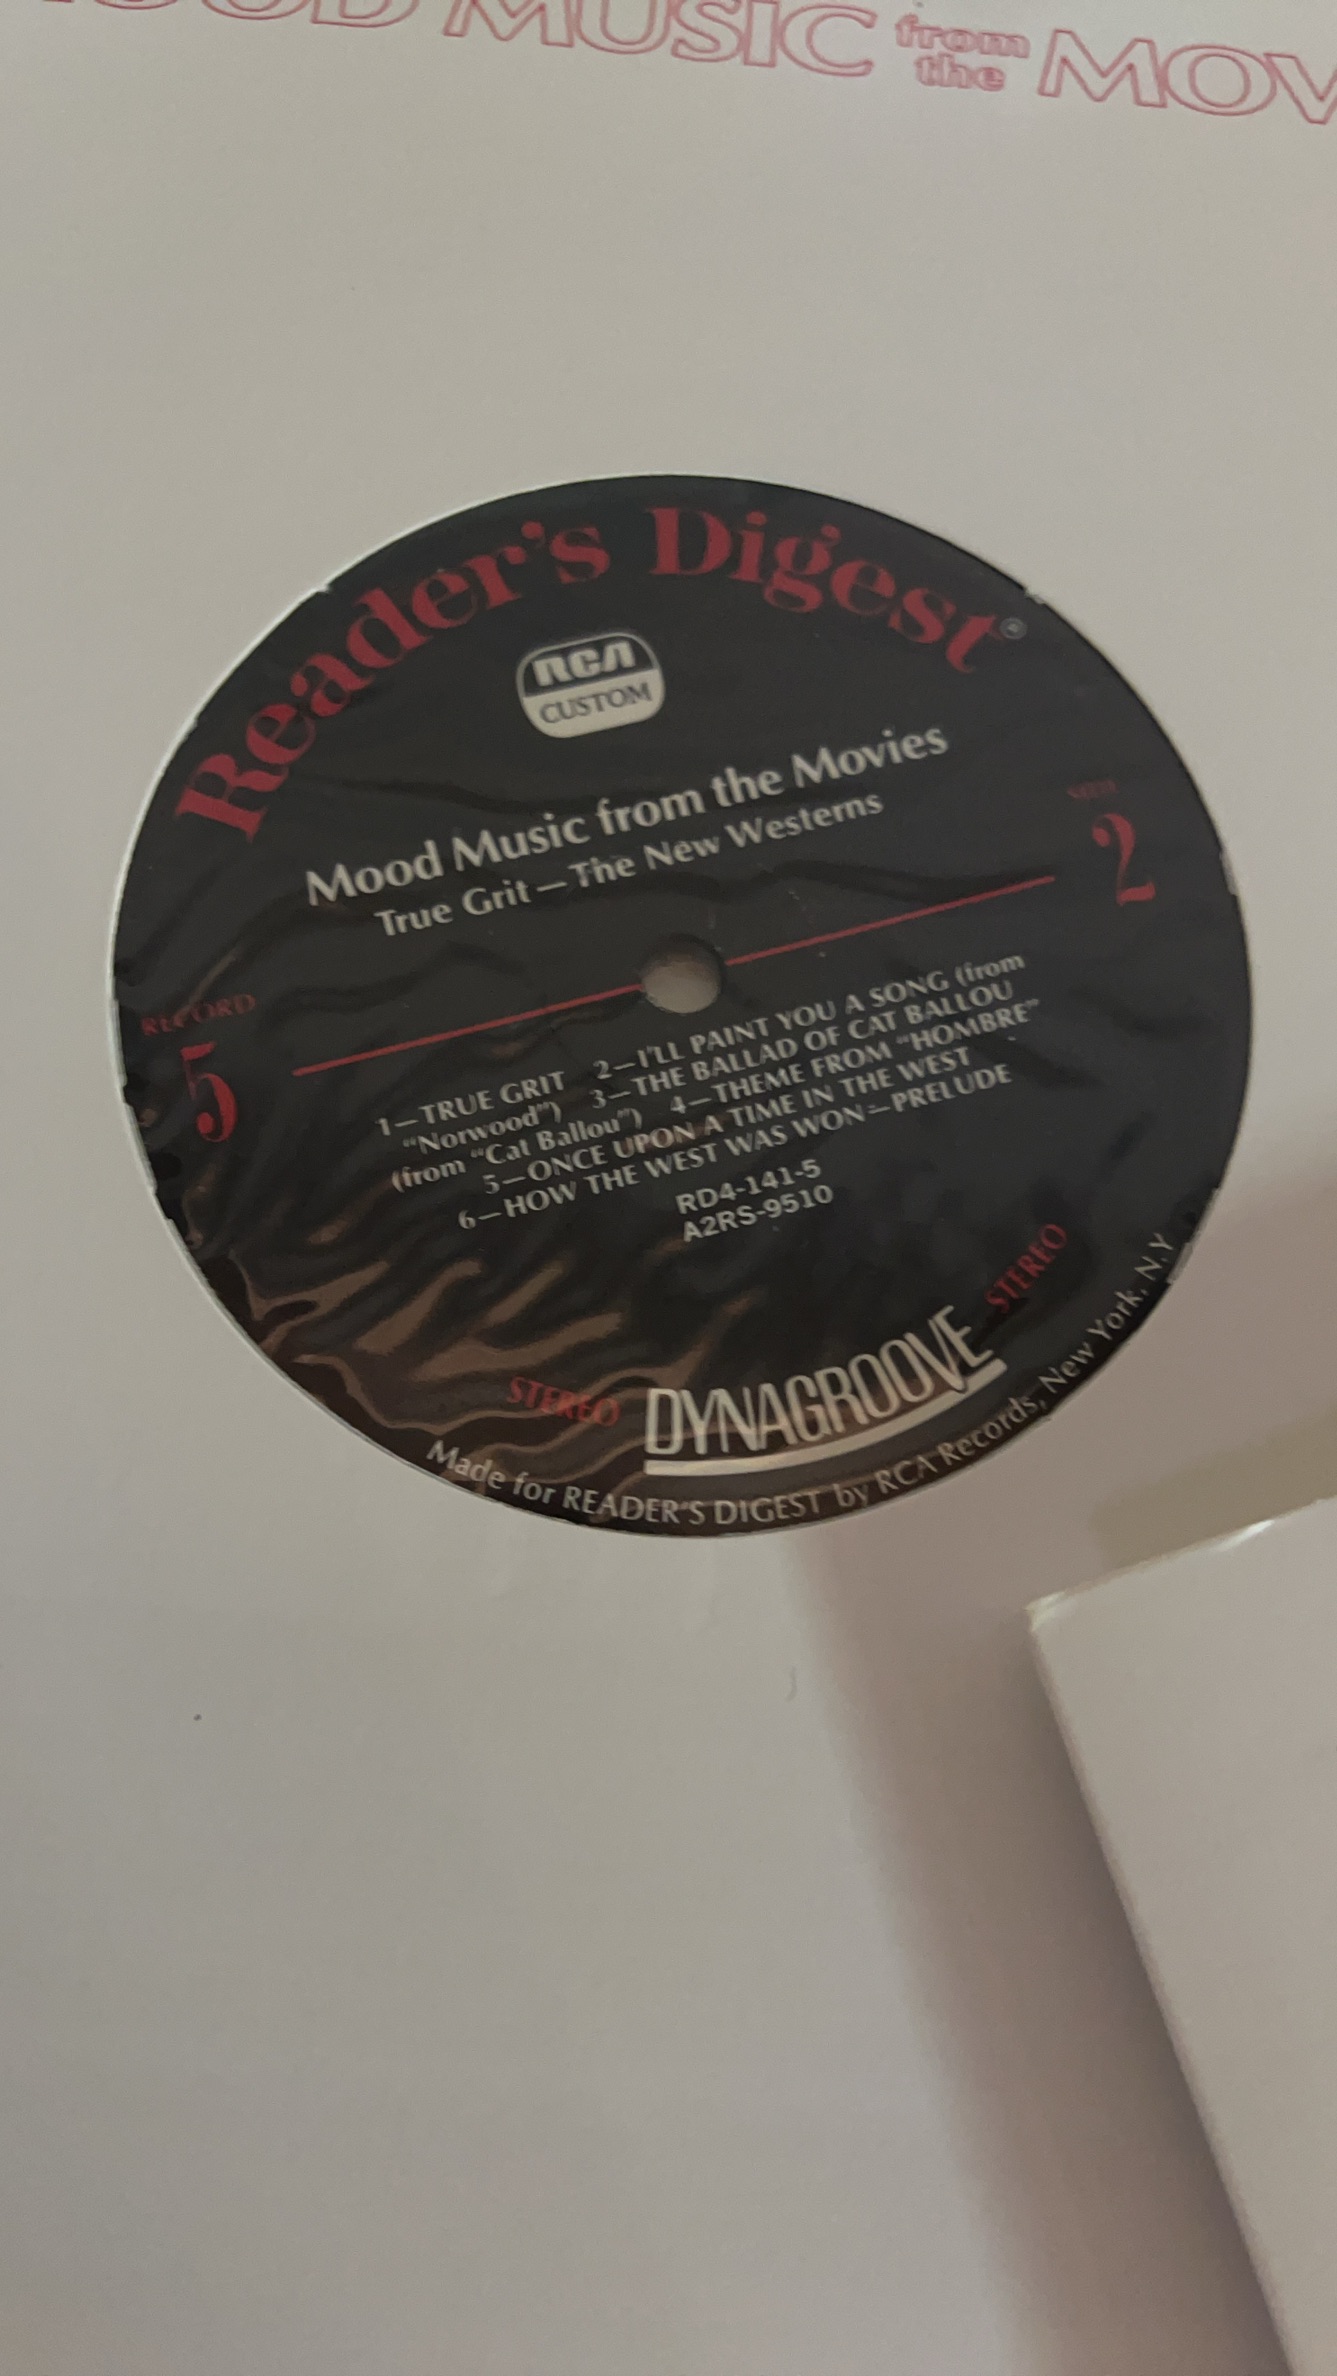 MUSIC from the
Reader's Digest®
RCA
CUSTOM
Mood Music from the Movies
True Grit — The New Westerns
SIDE
2
RECORD
5
1—TRUE GRIT 2—I'LL PAINT YOU A SONG (from
"Norwood") 3—THE BALLAD OF CAT BALLOU
(from "Cat Ballou") 4—THEME FROM "HOMBRE"
5—ONCE UPON A TIME IN THE WEST
6—HOW THE WEST WAS WON—PRELUDE
RD4-141-5
A2RS-9510
STEREO DYNAGROOVE STEREO
Made for READER'S DIGEST by RCA Records, New York, N.Y